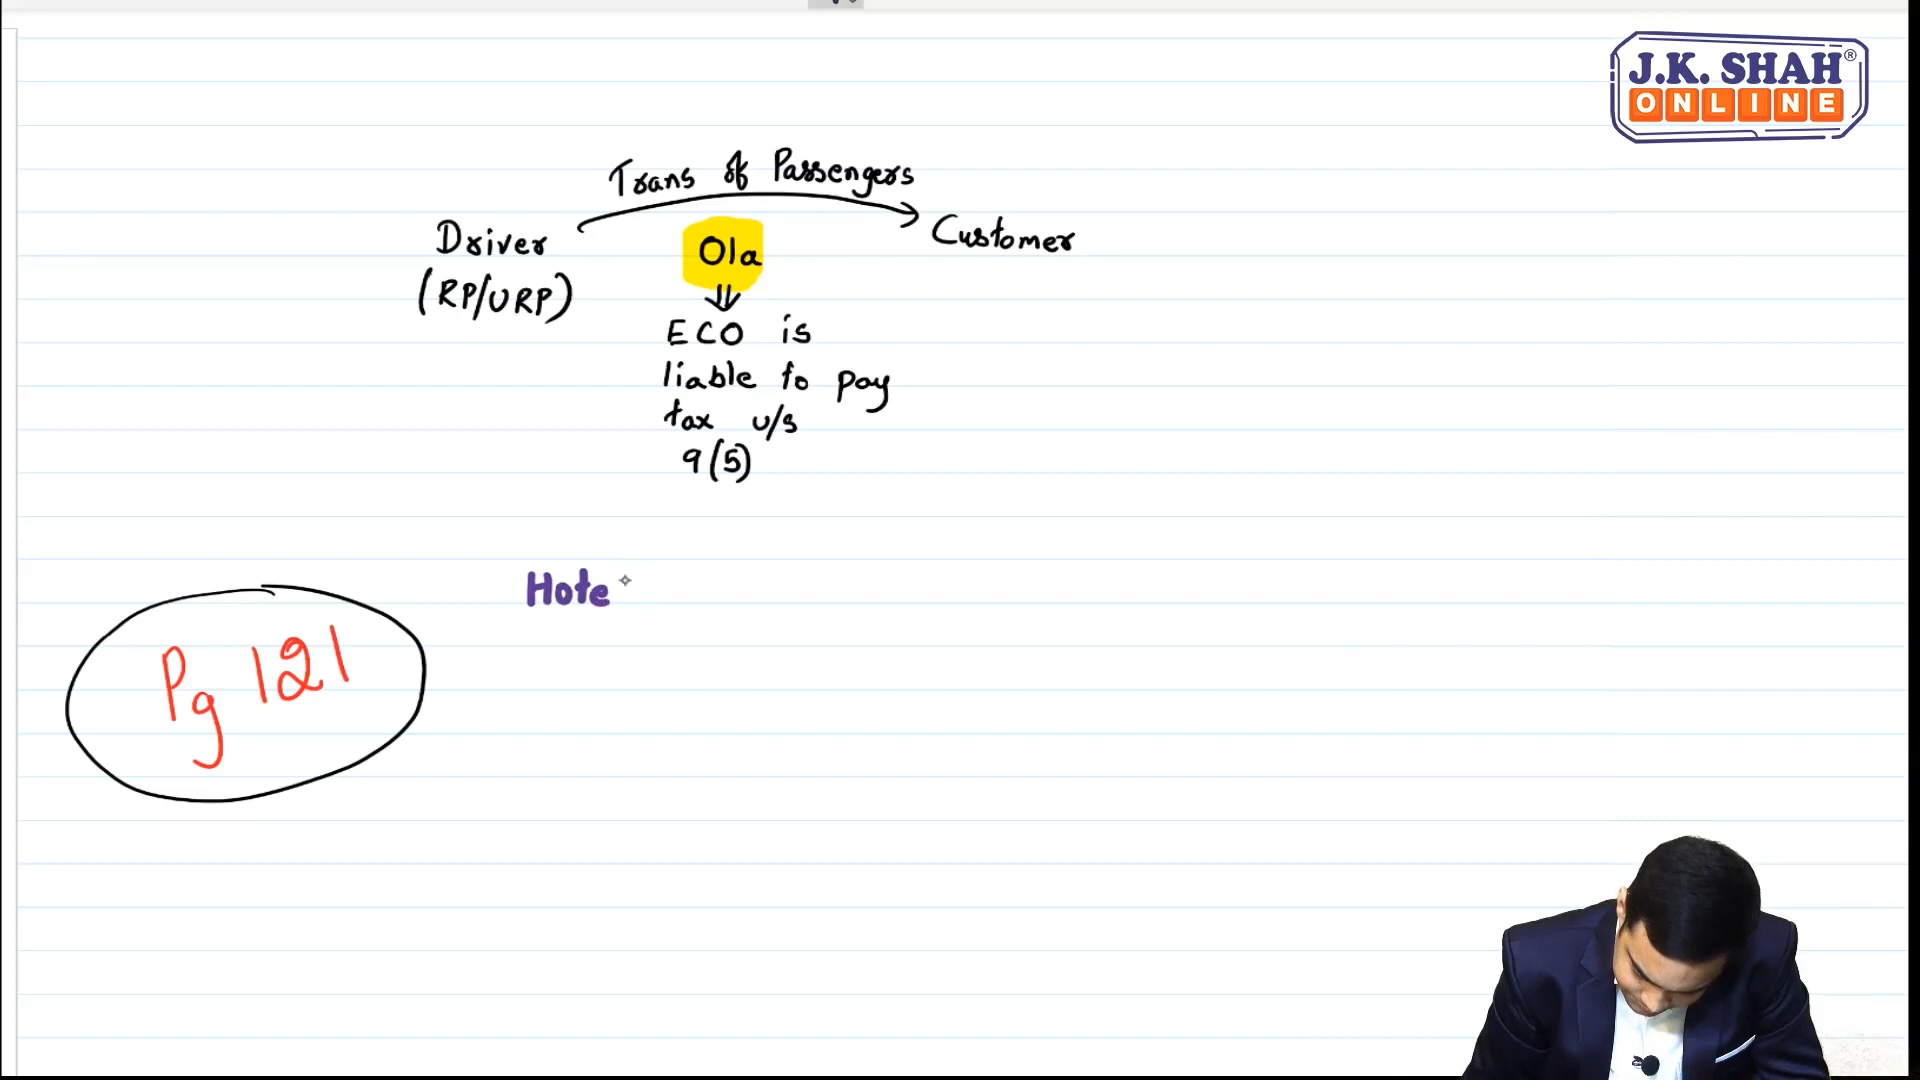 J.K. SHAH®
ONLINE
Trans of Passengers
Driver
Ola
Customer
(RP/URP)
ECO is
liable to pay
tax u/s
9(5)
Hote
Pg 121